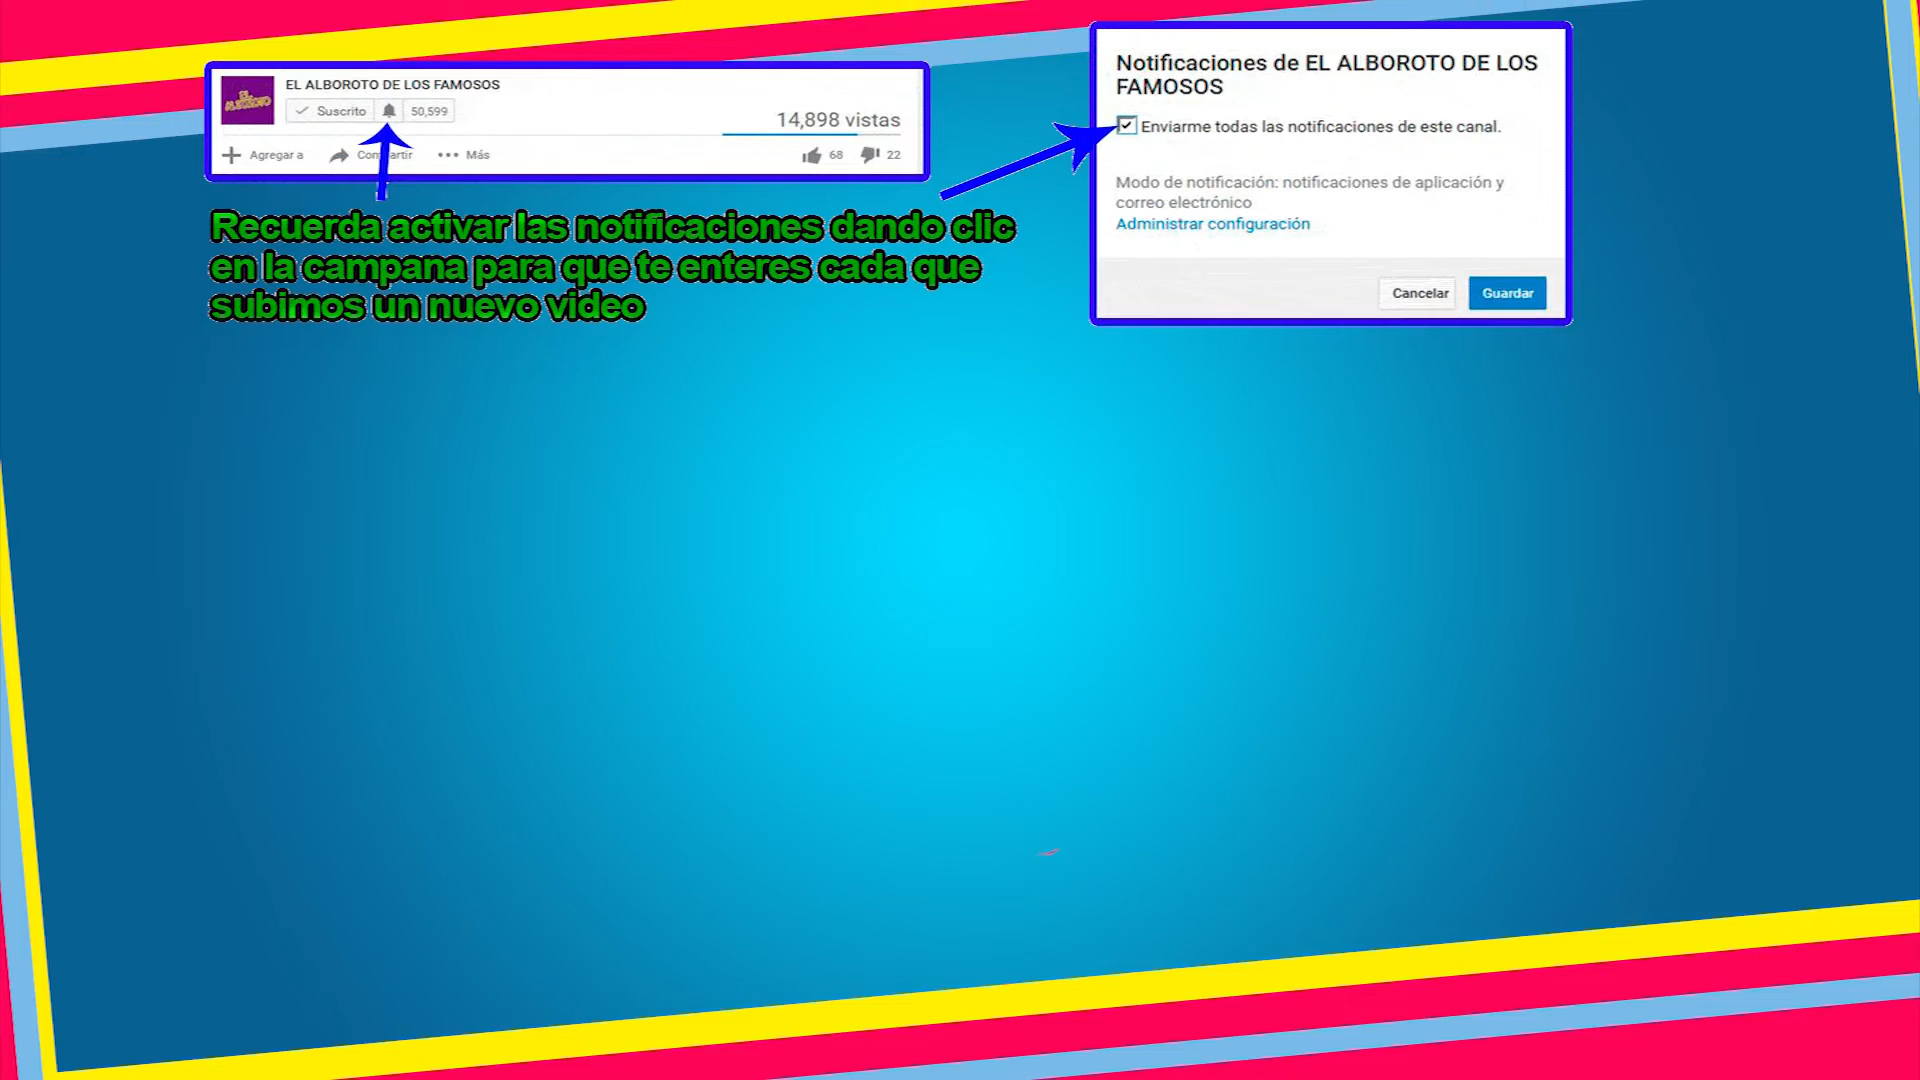 EL ALBOROTO DE LOS FAMOSOS
EL ALBOROTO
Suscrito 50,599
14,898 vistas
Agregar a Compartir Más 68 22
Recuerda activar las notificaciones dando clic
en la campana para que te enteres cada que
subimos un nuevo video
Notificaciones de EL ALBOROTO DE LOS
FAMOSOS
Enviarme todas las notificaciones de este canal.
Modo de notificación: notificaciones de aplicación y
correo electrónico
Administrar configuración
Cancelar Guardar